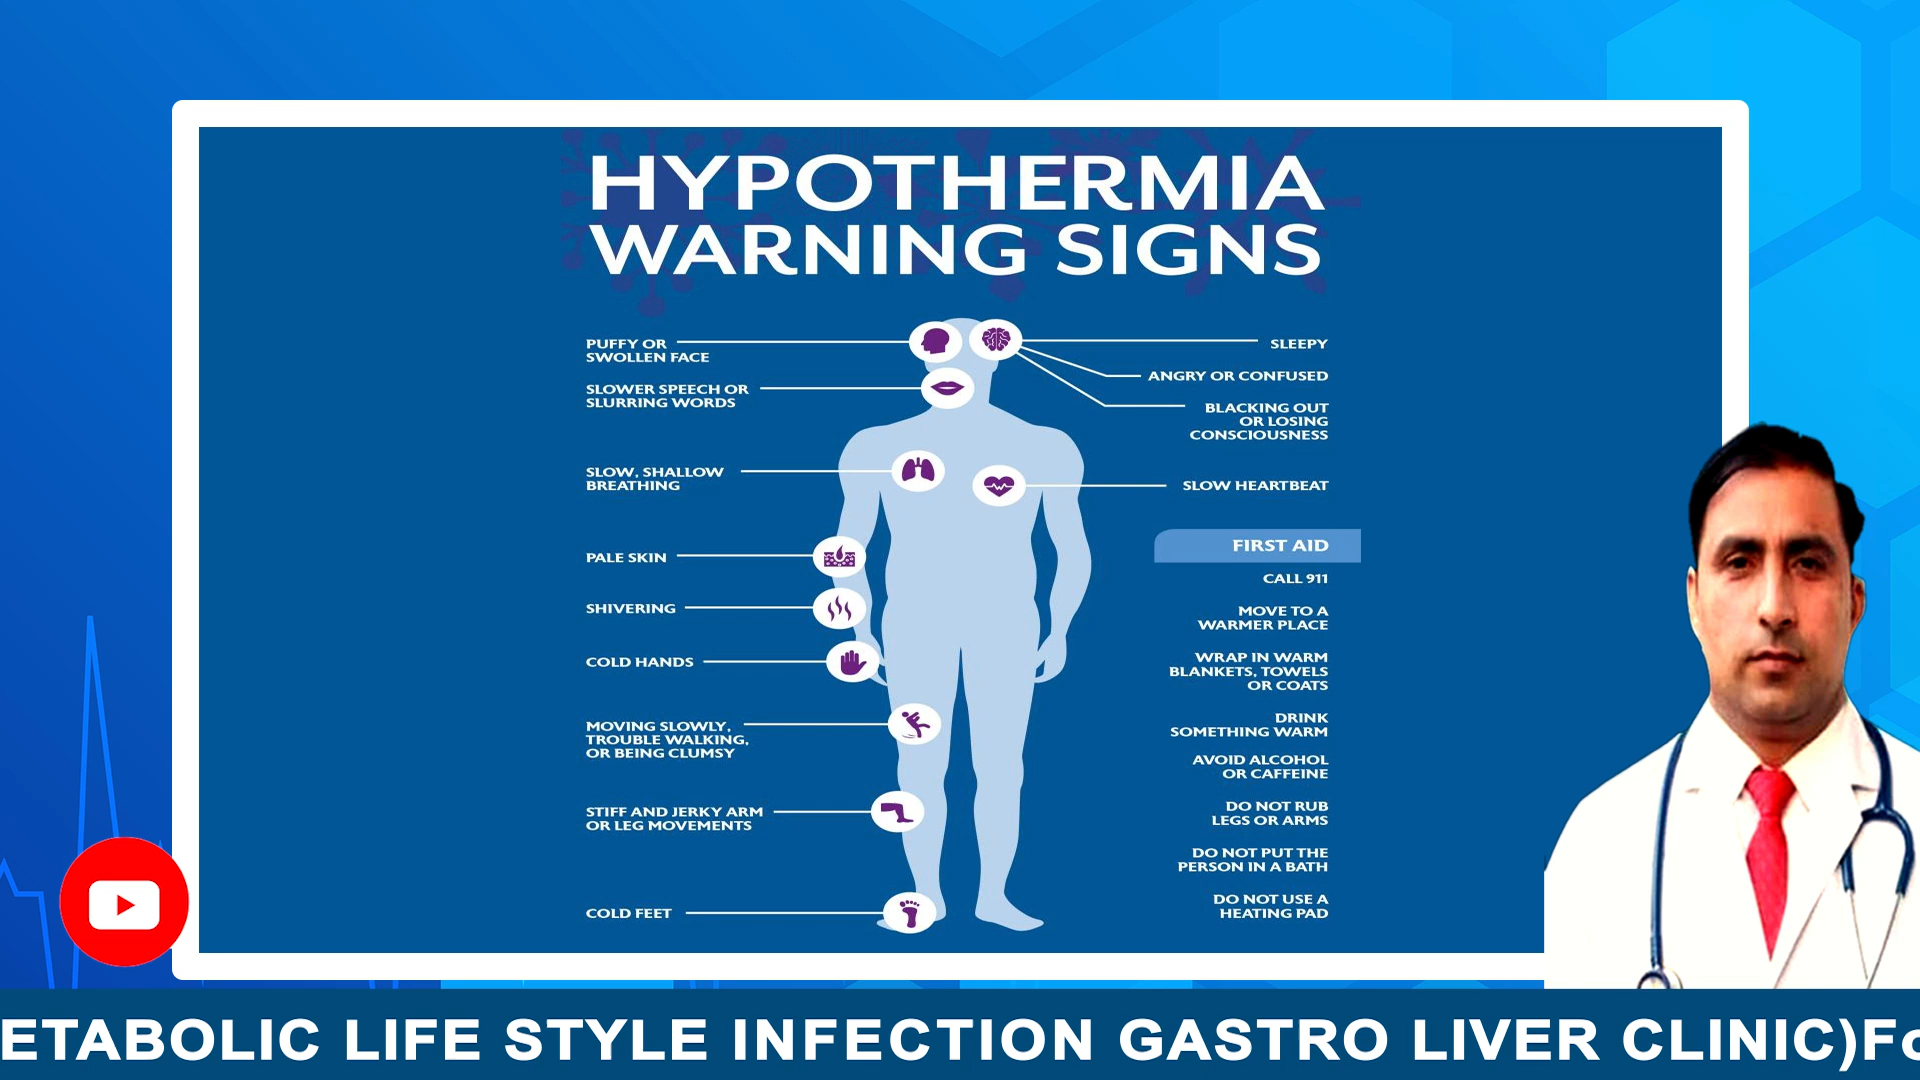 HYPOTHERMIA
WARNING SIGNS
PUFFY OR
SWOLLEN FACE
SLOWER SPEECH OR
SLURRING WORDS
SLOW, SHALLOW
BREATHING
PALE SKIN
SHIVERING
COLD HANDS
MOVING SLOWLY,
TROUBLE WALKING,
OR BEING CLUMSY
STIFF AND JERKY ARM
OR LEG MOVEMENTS
COLD FEET
SLEEPY
ANGRY OR CONFUSED
BLACKING OUT
OR LOSING
CONSCIOUSNESS
SLOW HEARTBEAT
FIRST AID
CALL 911
MOVE TO A
WARMER PLACE
WRAP IN WARM
BLANKETS, TOWELS
OR COATS
DRINK
SOMETHING WARM
AVOID ALCOHOL
OR CAFFEINE
DO NOT RUB
LEGS OR ARMS
DO NOT PUT THE
PERSON IN A BATH
DO NOT USE A
HEATING PAD
ETABOLIC LIFE STYLE INFECTION GASTRO LIVER CLINIC)Fo